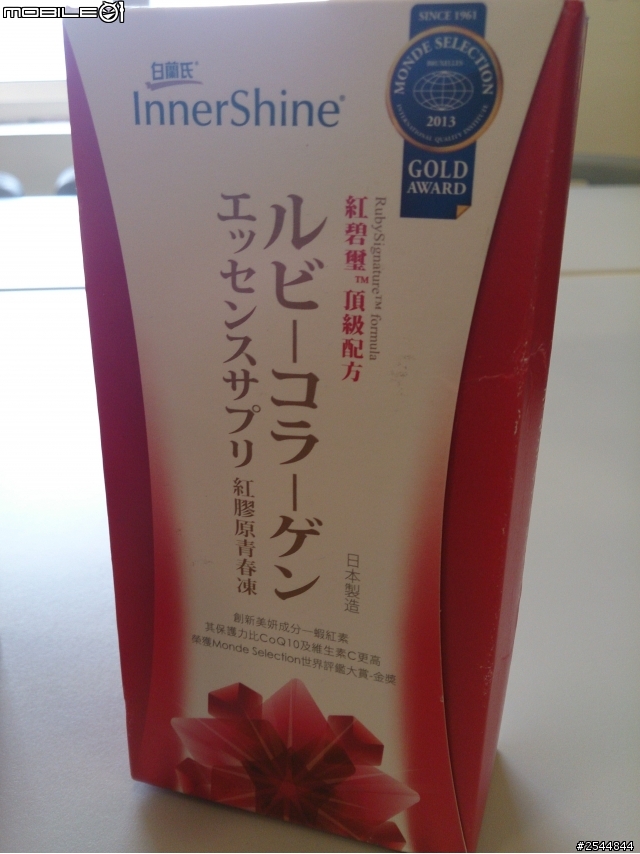 MOBILE01
白蘭氏®
InnerShine®
SINCE 1961
MONDE SELECTION
BRUXELLES
2013
INTERNATIONAL QUALITY INSTITUTE
GOLD
AWARD
RubySignature™ formula
紅碧璽™頂級配方
ルビーコラーゲン
エッセンスサプリ 紅膠原青春凍
日本製造
創新美妍成分─蝦紅素
其保護力比CoQ10及維生素C更高
榮獲Monde Selection世界評鑑大賞-金獎
#2544844